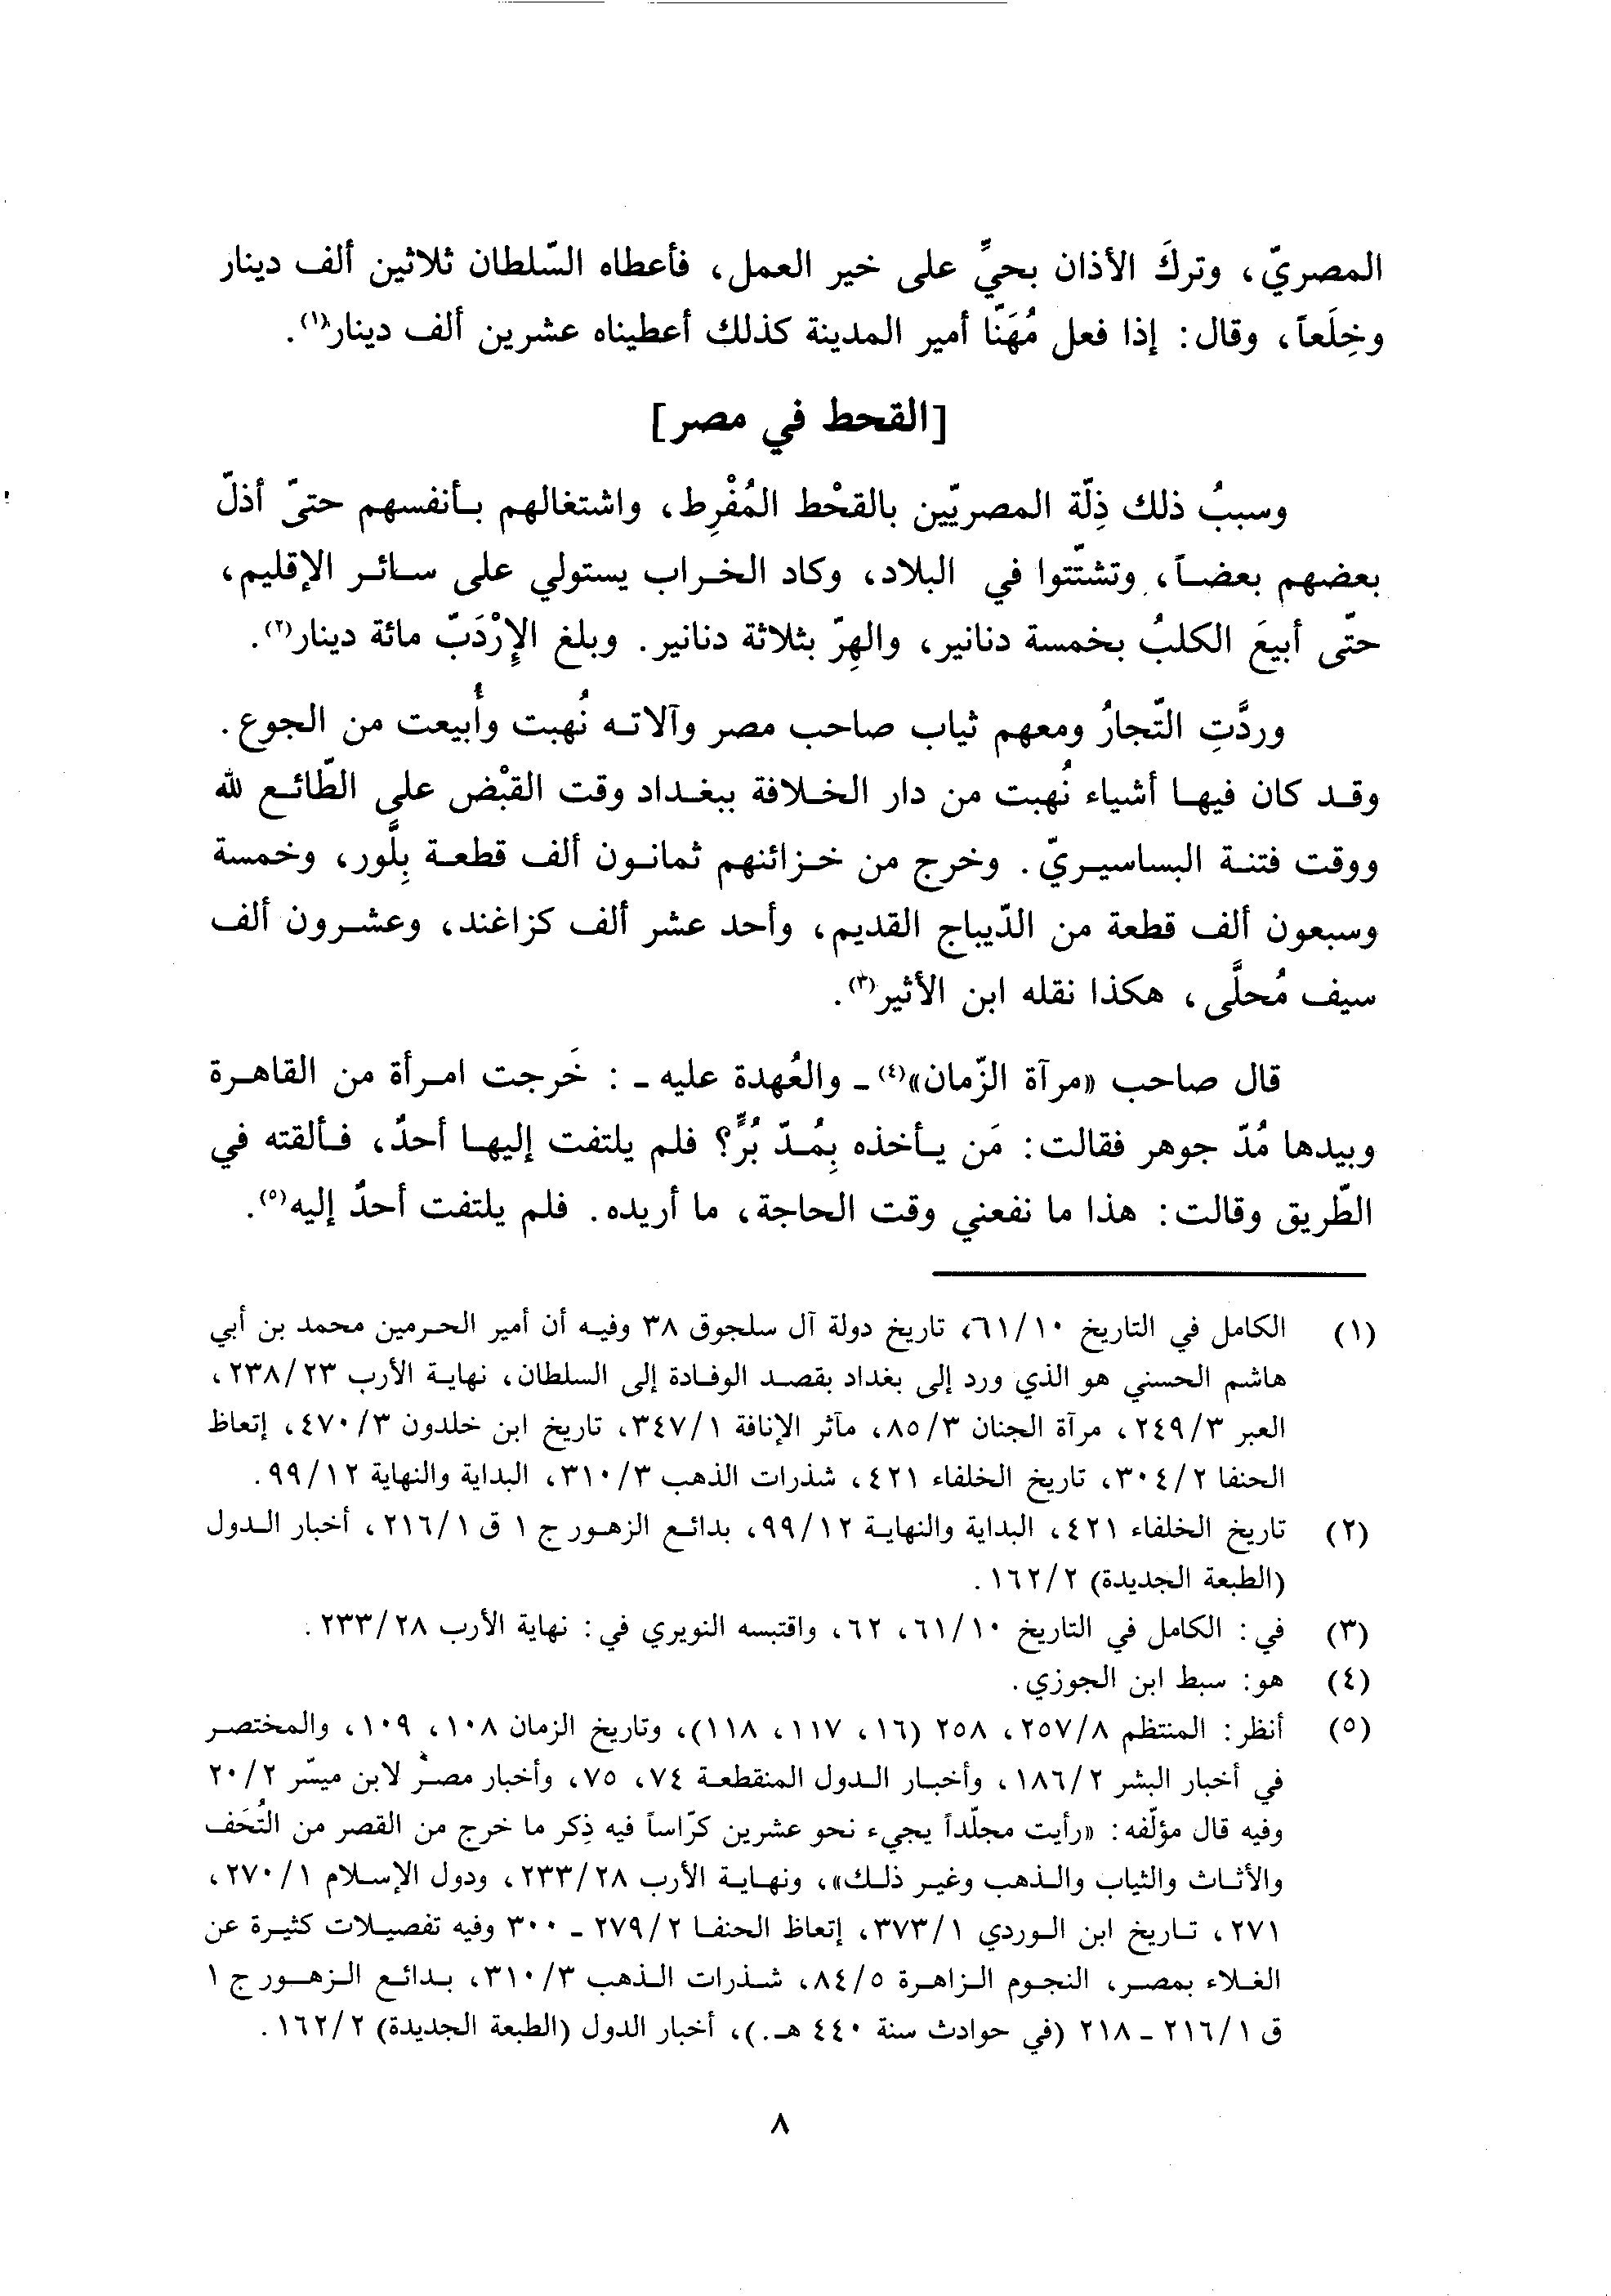 المصريّ، وتركَ الأذان بحيٍّ على خير العمل، فأعطاه السّلطان ثلاثين ألف دينار
وخِلَعاً، وقال: إذا فعل مُهَنّا أمير المدينة كذلك أعطيناه عشرين ألف دينار(١).
[القحط في مصر]
وسببُ ذلك ذِلّة المصريّين بالقحْط المُفْرِط، واشتغالهم بأنفسهم حتىّ أذلّ
بعضهم بعضاً، وتشتّتوا في البلاد، وكاد الخراب يستولي على سائر الإقليم،
حتّى أبيعَ الكلبُ بخمسة دنانير، والهِرّ بثلاثة دنانير. وبلغ الإِرْدَبّ مائة دينار(٢).
وردَّتِ التّجارُ ومعهم ثياب صاحب مصر وآلاته نُهبت وأُبيعت من الجوع.
وقد كان فيها أشياء نُهبت من دار الخلافة ببغداد وقت القبْض على الطّائع لله
ووقت فتنة البساسيريّ. وخرج من خزائنهم ثمانون ألف قطعة بِلَّور، وخمسة
وسبعون ألف قطعة من الدّيباج القديم، وأحد عشر ألف كزاغند، وعشرون ألف
سيف مُحلَّى، هكذا نقله ابن الأثير(٣).
قال صاحب «مرآة الزّمان»(٤) - والعُهدة عليه - : خَرجت امرأة من القاهرة
وبيدها مُدّ جوهر فقالت: مَن يأخذه بِمُدّ بُرٍّ؟ فلم يلتفت إليها أحدٌ، فألقته في
الطّريق وقالت: هذا ما نفعني وقت الحاجة، ما أريده. فلم يلتفت أحدٌ إليه(٥).
(١) الكامل في التاريخ ٦١/١٠، تاريخ دولة آل سلجوق ٣٨ وفيه أن أمير الحرمين محمد بن أبي
هاشم الحسني هو الذي ورد إلى بغداد بقصد الوفادة إلى السلطان، نهاية الأرب ٢٣٨/٢٣،
العبر ٢٤٩/٣، مرآة الجنان ٨٥/٣، مآثر الإنافة ٣٤٧/١، تاريخ ابن خلدون ٤٧٠/٣، إتعاظ
الحنفا ٣٠٤/٢، تاريخ الخلفاء ٤٢١، شذرات الذهب ٣١٠/٣، البداية والنهاية ٩٩/١٢.
(٢) تاريخ الخلفاء ٤٢١، البداية والنهاية ٩٩/١٢، بدائع الزهور ج ١ ق ٢١٦/١، أخبار الدول
(الطبعة الجديدة) ١٦٢/٢.
(٣) في: الكامل في التاريخ ٦١/١٠، ٦٢، واقتبسه النويري في: نهاية الأرب ٢٣٣/٢٨.
(٤) هو: سبط ابن الجوزي.
(٥) أنظر: المنتظم ٢٥٧/٨، ٢٥٨ (١٦، ١١٧، ١١٨)، وتاريخ الزمان ١٠٨، ١٠٩، والمختصر
في أخبار البشر ١٨٦/٢، وأخبار الدول المنقطعة ٧٤، ٧٥، وأخبار مصر لابن ميسّر ٢٠/٢
وفيه قال مؤلّفه: «رأيت مجلّداً يجيء نحو عشرين كرّاساً فيه ذِكر ما خرج من القصر من التُحَف
والأثاث والثياب والذهب وغير ذلك»، ونهاية الأرب ٢٣٣/٢٨، ودول الإسلام ٢٧٠/١،
٢٧١، تاريخ ابن الوردي ٣٧٣/١، إتعاظ الحنفا ٢٧٩/٢ - ٣٠٠ وفيه تفصيلات كثيرة عن
الغلاء بمصر، النجوم الزاهرة ٨٤/٥، شذرات الذهب ٣١٠/٣، بدائع الزهور ج ١
ق ٢١٦/١ - ٢١٨ (في حوادث سنة ٤٤٠ هـ.)، أخبار الدول (الطبعة الجديدة) ١٦٢/٢.
٨